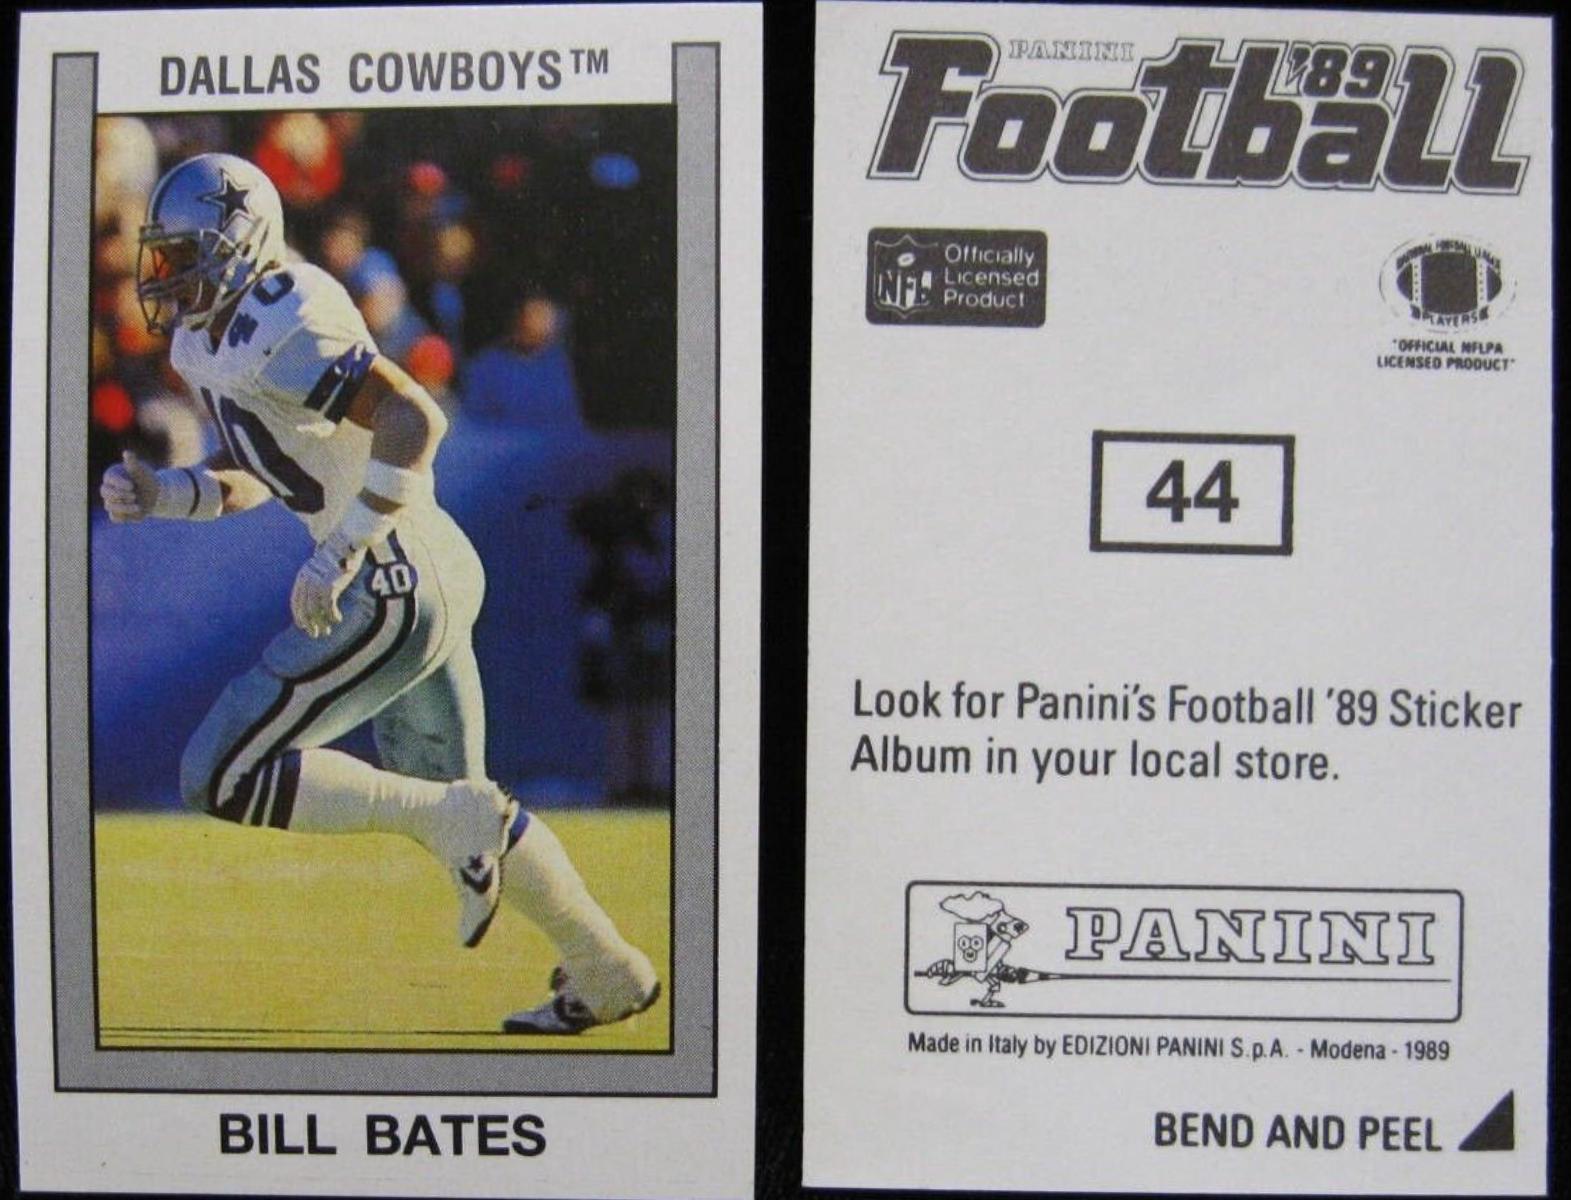 DALLAS COWBOYS™
40
40
BILL BATES
PANINI
Football '89
NFL
Officially
Licensed
Product
PLAYERS
"OFFICIAL NFLPA
LICENSED PRODUCT"
44
Look for Panini's Football '89 Sticker
Album in your local store.
PANINI
Made in Italy by EDIZIONI PANINI S.p.A. - Modena - 1989
BEND AND PEEL